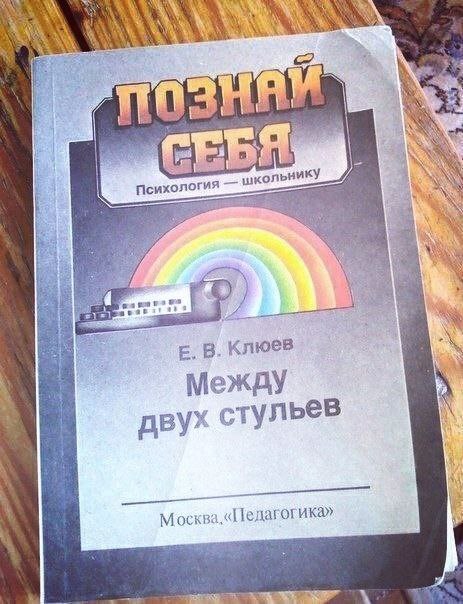 ПОЗНАЙ
СЕБЯ
Психология — школьнику
Е. В. Клюев
Между
двух стульев
Москва, «Педагогика»